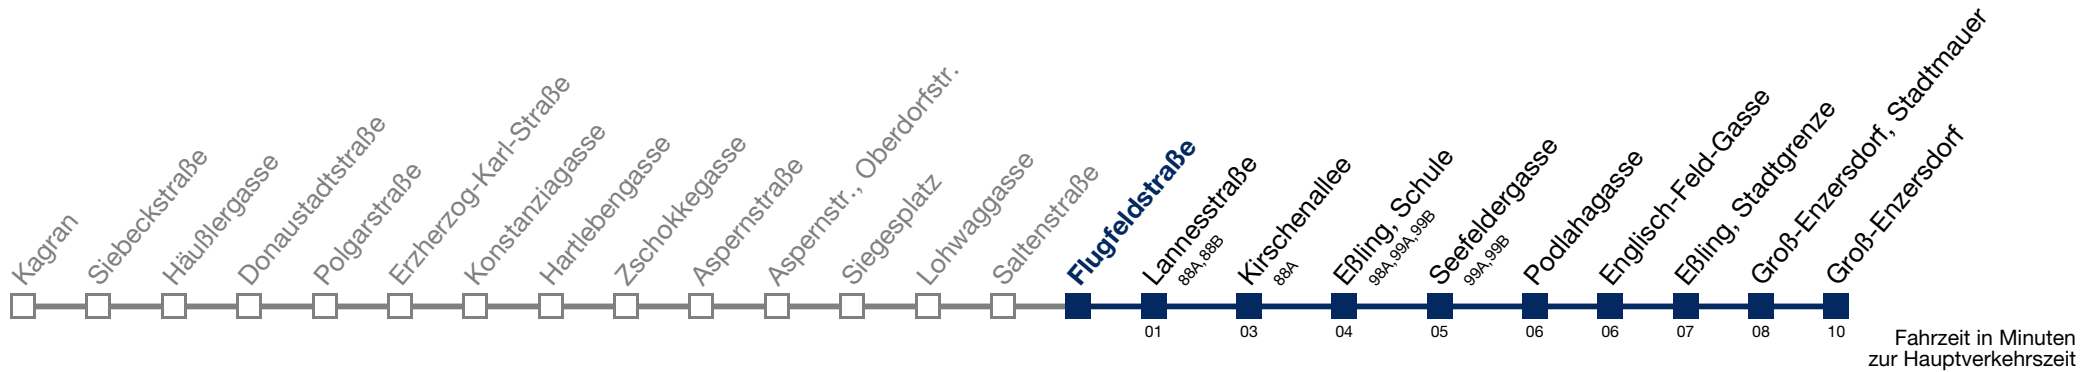 Kagran
Siebeckstraße
Häußlergasse
Donaustadtstraße
Polgarstraße
Erzherzog-Karl-Straße
Konstanziagasse
Hartlebengasse
Zschokkegasse
Aspernstraße
Aspernstr., Oberdorfstr.
Siegesplatz
Lohwaggasse
Saltenstraße
Flugfeldstraße
Lannesstraße
88A,88B
01
Kirschenallee
88A
03
Eßling, Schule
98A,99A,99B
04
Seefeldergasse
99A,99B
05
Podlahagasse
06
Englisch-Feld-Gasse
06
Eßling, Stadtgrenze
07
Groß-Enzersdorf, Stadtmauer
08
Groß-Enzersdorf
10
Fahrzeit in Minuten
zur Hauptverkehrszeit